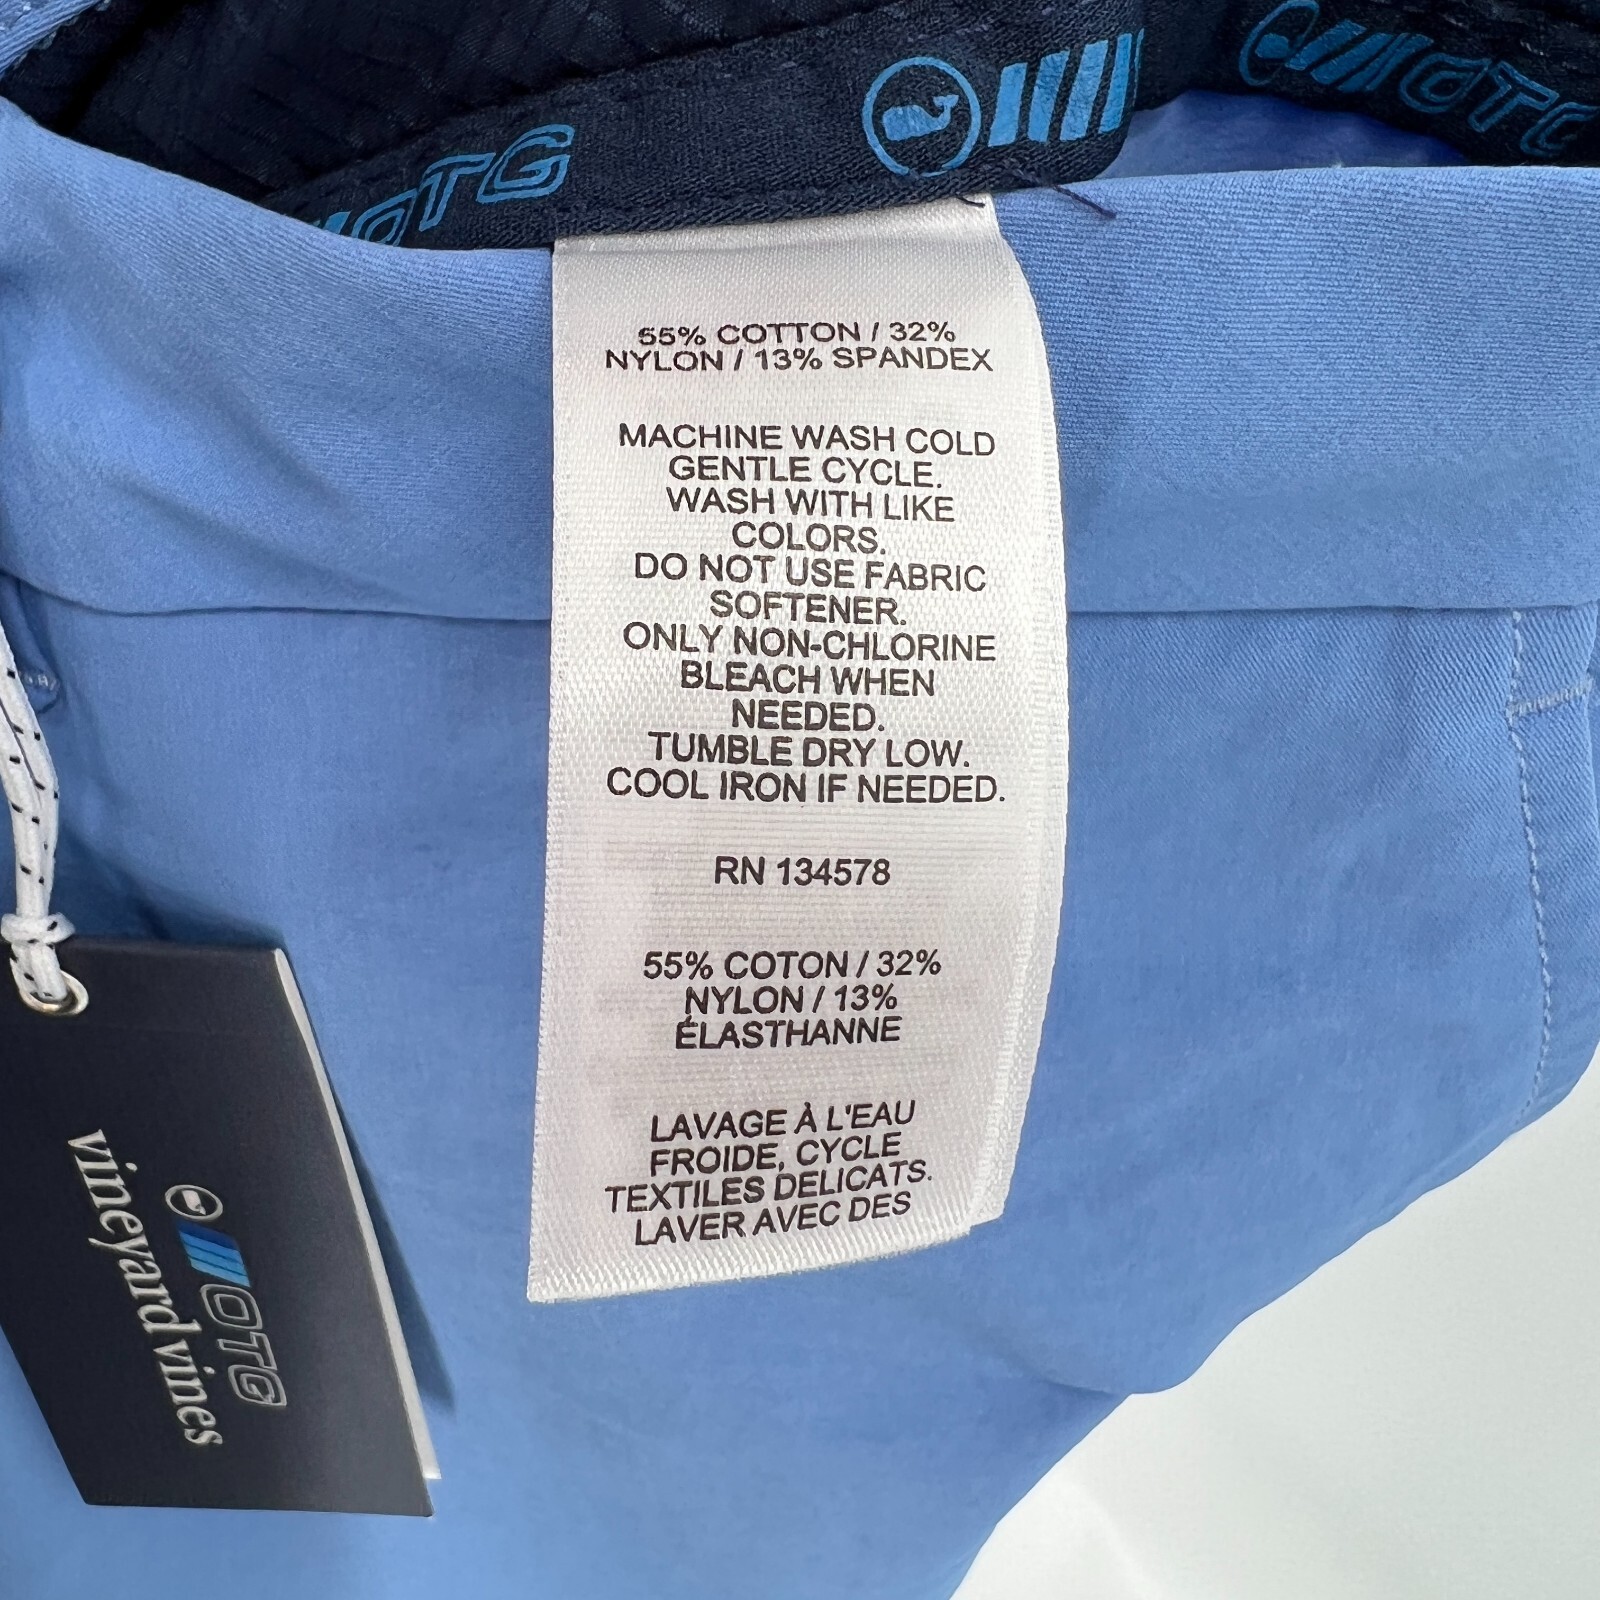 OTG
OTG
OTG
55% COTTON / 32%
NYLON / 13% SPANDEX
MACHINE WASH COLD
GENTLE CYCLE.
WASH WITH LIKE
COLORS.
DO NOT USE FABRIC
SOFTENER.
ONLY NON-CHLORINE
BLEACH WHEN
NEEDED.
TUMBLE DRY LOW.
COOL IRON IF NEEDED.
RN 134578
55% COTON / 32%
NYLON / 13%
ÉLASTHANNE
LAVAGE À L'EAU
FROIDE, CYCLE
TEXTILES DELICATS.
LAVER AVEC DES
vineyard vines